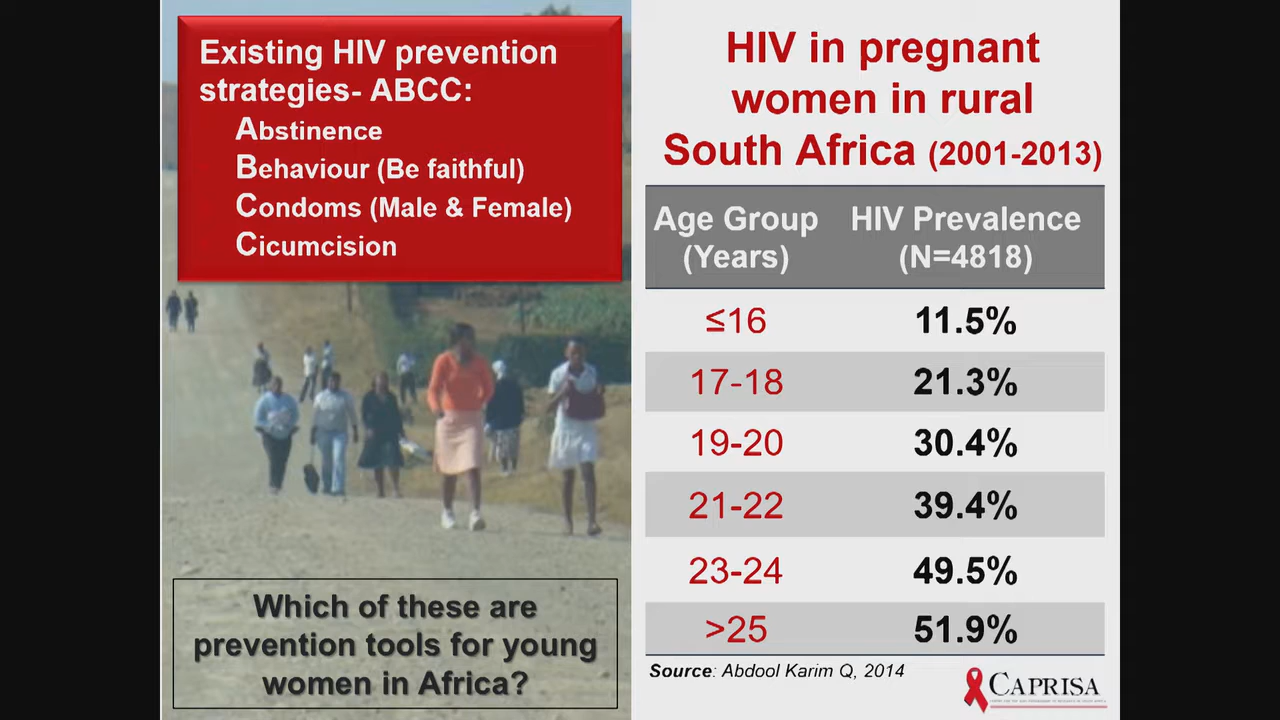 Existing HIV prevention
strategies- ABCC:
Abstinence
Behaviour (Be faithful)
Condoms (Male & Female)
Cicumcision
Which of these are
prevention tools for young
women in Africa?
HIV in pregnant
women in rural
South Africa (2001-2013)
Age Group (Years) HIV Prevalence (N=4818)
≤16 11.5%
17-18 21.3%
19-20 30.4%
21-22 39.4%
23-24 49.5%
>25 51.9%
Source: Abdool Karim Q, 2014
CAPRISA